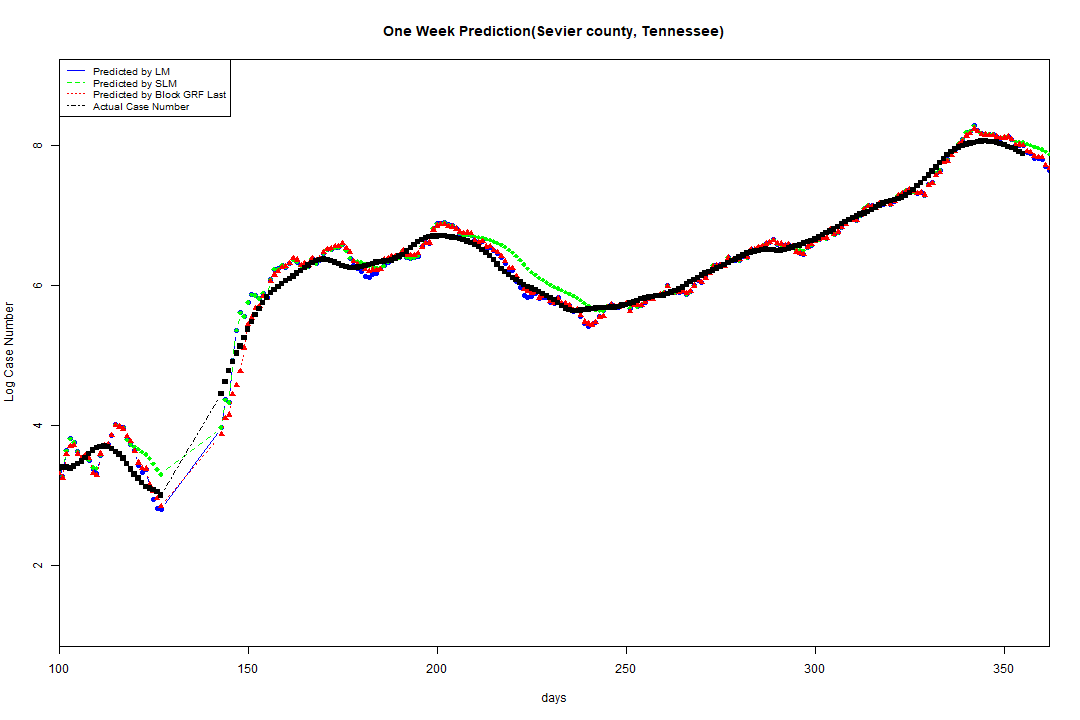 One Week Prediction(Sevier county, Tennessee)
Predicted by LM
Predicted by SLM
Predicted by Block GRF Last
Actual Case Number
8
6
4
2
Log Case Number
100 150 200 250 300 350
days